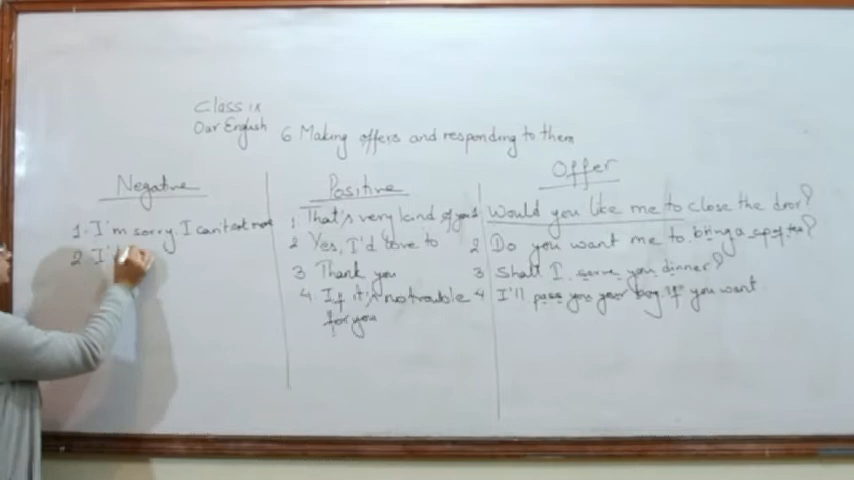 Class ix
Our English 6 Making offers and responding to them
Negative
1. I'm sorry, I can't eat more
2 I'
Positive
1 That's very kind of you
2 Yes, I'd love to
3 Thank you
4. If it's no trouble
for you
Offer
1 Would you like me to close the door?
2 Do you want me to bring a cup of tea?
3 Shall I serve you dinner?
4 I'll pass you your bag if you want